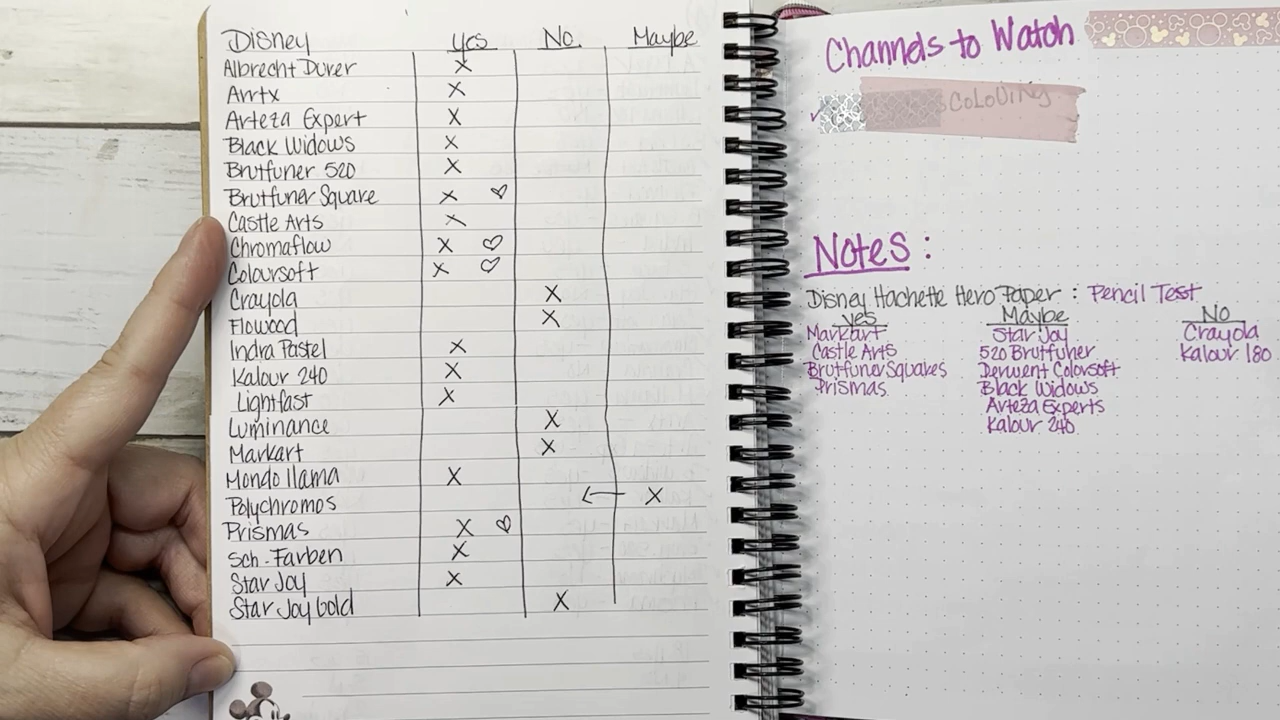 Disney yes No. Maybe
Albrecht Durer X
Arrtx X
Arteza Expert X
Black Widows X
Brutfuner 520 X
Brutfuner Square X ♡
Castle Arts X
Chromaflow X ♡
Coloursoft X ♡
Crayola X
Flowood X
Indra Pastel X
Kalour 240 X
Lightfast X
Luminance X
Markart X
Mondo llama X
Polychromos ← X
Prismas X ♡
Sch. Farben X
Star Joy X
Star Joy bold X
Channels to Watch
✓ Coloring
Notes:
Disney Hachette Hero Paper: Pencil Test
yes Maybe No
Markart Star Joy Crayola
Castle Arts 520 Brutfuner Kalour 180
Brutfuner Squares Derwent Colorsoft
Prismas Black Widows
Arteza Experts
Kalour 240